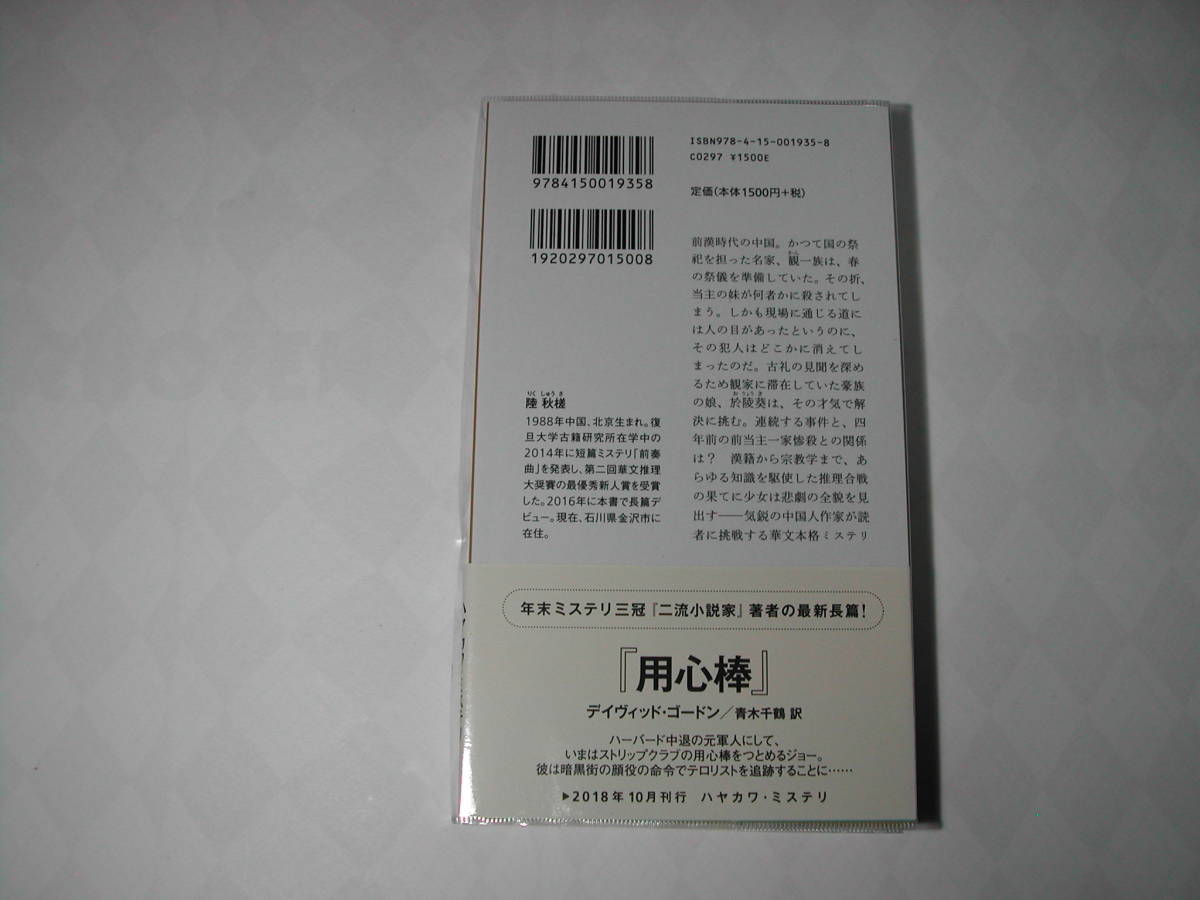 ISBN978-4-15-001935-8
C0297 ¥1500E
定価(本体1500円+税)
9784150019358
1920297015008
前漢時代の中国。かつて国の祭
祀を担った名家、観一族は、春
の祭儀を準備していた。その折、
当主の妹が何者かに殺されてし
まう。しかも現場に通じる道に
は人の目があったというのに、
その犯人はどこかに消えてし
まったのだ。古礼の見聞を深め
るため観家に滞在していた豪族
の娘、於陵葵は、その才気で解
決に挑む。連続する事件と、四
年前の前当主一家惨殺との関係
は? 漢籍から宗教学まで、あ
らゆる知識を駆使した推理合戦
の果てに少女は悲劇の全貌を見
出す――気鋭の中国人作家が読
者に挑戦する華文本格ミステリ
りく しゅう さ
陸 秋槎
1988年中国、北京生まれ。復
旦大学古籍研究所在学中の
2014年に短篇ミステリ「前奏
曲」を発表し、第二回華文推理
大奨賽の最優秀新人賞を受賞
した。2016年に本書で長篇デ
ビュー。現在、石川県金沢市に
在住。
年末ミステリ三冠『二流小説家』著者の最新長篇!
『用心棒』
デイヴィッド・ゴードン/青木千鶴 訳
ハーバード中退の元軍人にして、
いまはストリップクラブの用心棒をつとめるジョー。
彼は暗黒街の顔役の命令でテロリストを追跡することに……
▶2018年10月刊行 ハヤカワ・ミステリ